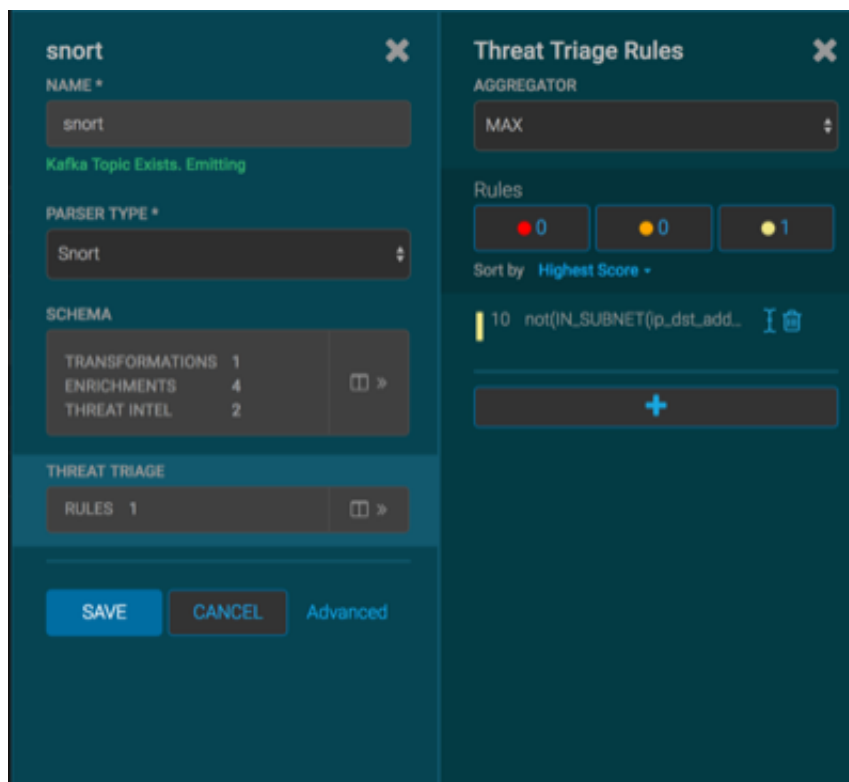 snort
NAME *
snort
Kafka Topic Exists. Emitting
PARSER TYPE *
Snort
SCHEMA
TRANSFORMATIONS 1
ENRICHMENTS 4
THREAT INTEL 2
THREAT TRIAGE
RULES 1
SAVE CANCEL Advanced
Threat Triage Rules
AGGREGATOR
MAX
Rules
0 0 1
Sort by Highest Score
10 not(IN_SUBNET(ip_dst_add...